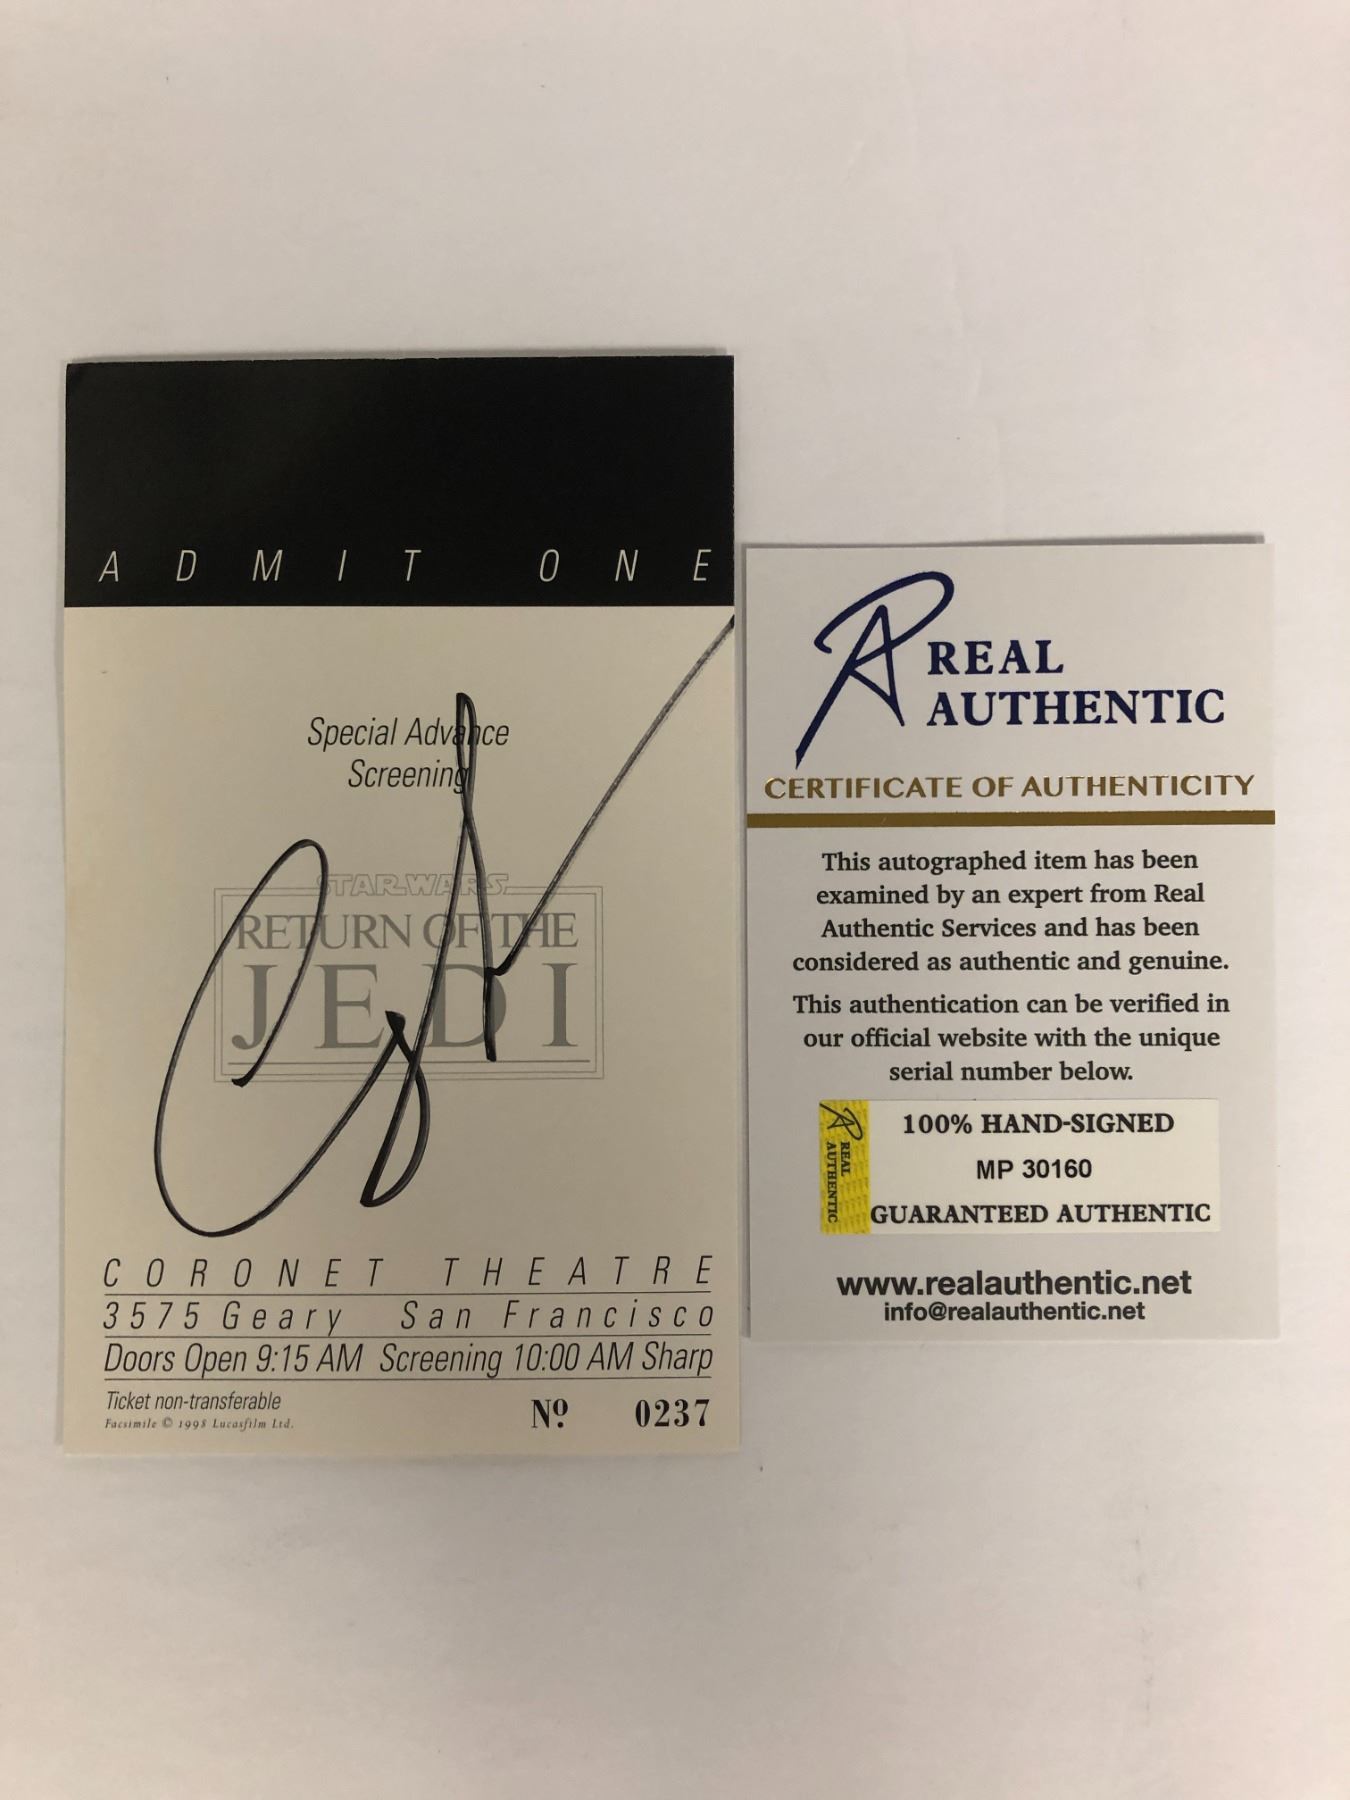 ADMIT ONE
Special Advance
Screening
STAR WARS
RETURN OF THE
JEDI
CORONET THEATRE
3575 Geary San Francisco
Doors Open 9:15 AM Screening 10:00 AM Sharp
Ticket non-transferable
Facsimile © 1998 Lucasfilm Ltd.
Nº 0237
REAL
AUTHENTIC
CERTIFICATE OF AUTHENTICITY
This autographed item has been
examined by an expert from Real
Authentic Services and has been
considered as authentic and genuine.
This authentication can be verified in
our official website with the unique
serial number below.
REAL
AUTHENTIC
100% HAND-SIGNED
MP 30160
GUARANTEED AUTHENTIC
www.realauthentic.net
info@realauthentic.net